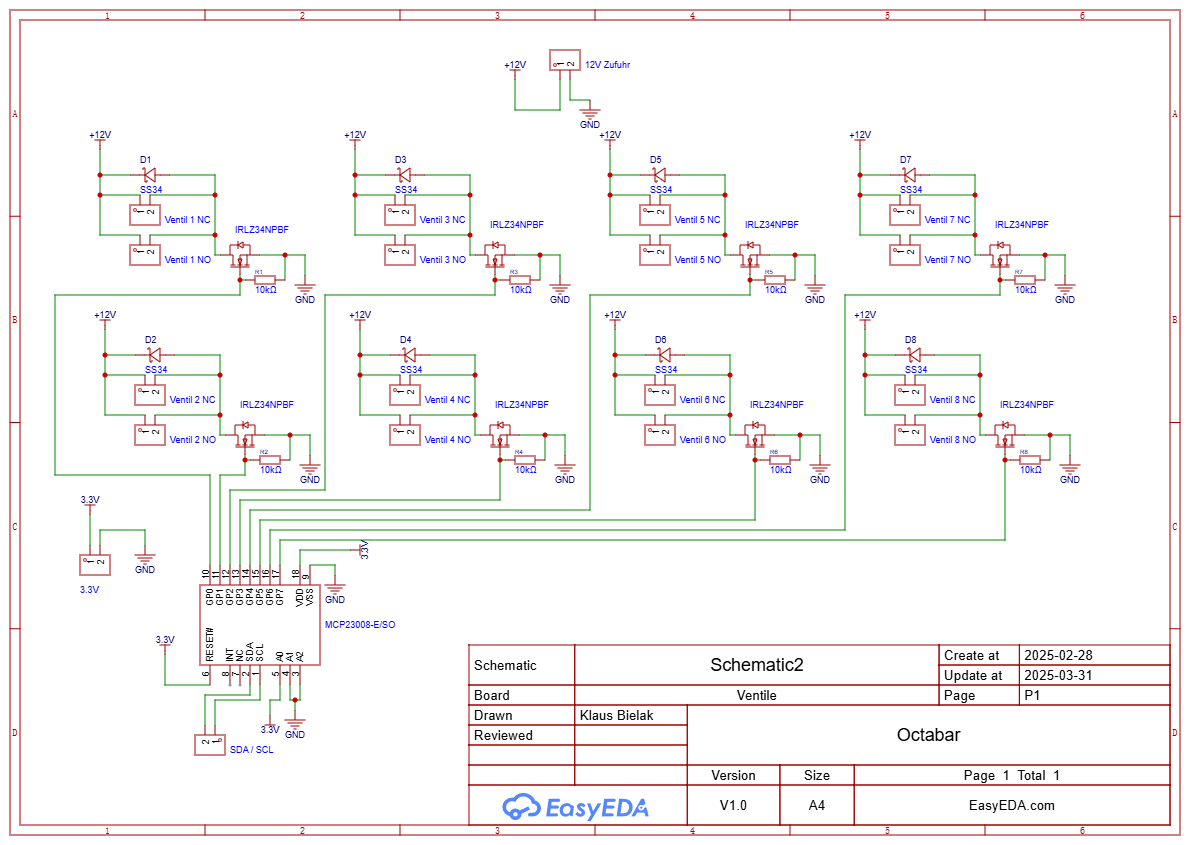 1 2 3 4 5 6
+12V 1 2 12V Zufuhr
GND
A A
+12V +12V +12V +12V
D1 D3 D5 D7
SS34 SS34 SS34 SS34
1 2 Ventil 1 NC 1 2 Ventil 3 NC 1 2 Ventil 5 NC 1 2 Ventil 7 NC
IRLZ34NPBF IRLZ34NPBF IRLZ34NPBF IRLZ34NPBF
1 2 Ventil 1 NO 1 2 Ventil 3 NO 1 2 Ventil 5 NO 1 2 Ventil 7 NO
R1 R3 R5 R7
10kΩ 10kΩ 10kΩ 10kΩ
GND GND GND GND
B B
+12V +12V +12V +12V
D2 D4 D6 D8
SS34 SS34 SS34 SS34
1 2 Ventil 2 NC 1 2 Ventil 4 NC 1 2 Ventil 6 NC 1 2 Ventil 8 NC
IRLZ34NPBF IRLZ34NPBF IRLZ34NPBF IRLZ34NPBF
1 2 Ventil 2 NO 1 2 Ventil 4 NO 1 2 Ventil 6 NO 1 2 Ventil 8 NO
R2 R4 R6 R8
10kΩ 10kΩ 10kΩ 10kΩ
GND GND GND GND
3.3V
C C
1 2 GND
3.3V
3.3V
10 11 12 13 14 15 16 17 18 9
GP0 GP1 GP2 GP3 GP4 GP5 GP6 GP7 VDD VSS
GND
MCP23008-E/SO
3.3V
RESET# INT NC SDA SCL A0 A1 A2
6 8 7 2 1 5 4 3
3.3V GND
2 1 SDA / SCL
D D
Schematic Schematic2 Create at 2025-02-28
Update at 2025-03-31
Board Ventile Page P1
Drawn Klaus Bielak
Reviewed
Octabar
Version Size Page 1 Total 1
EasyEDA V1.0 A4 EasyEDA.com
1 2 3 4 5 6